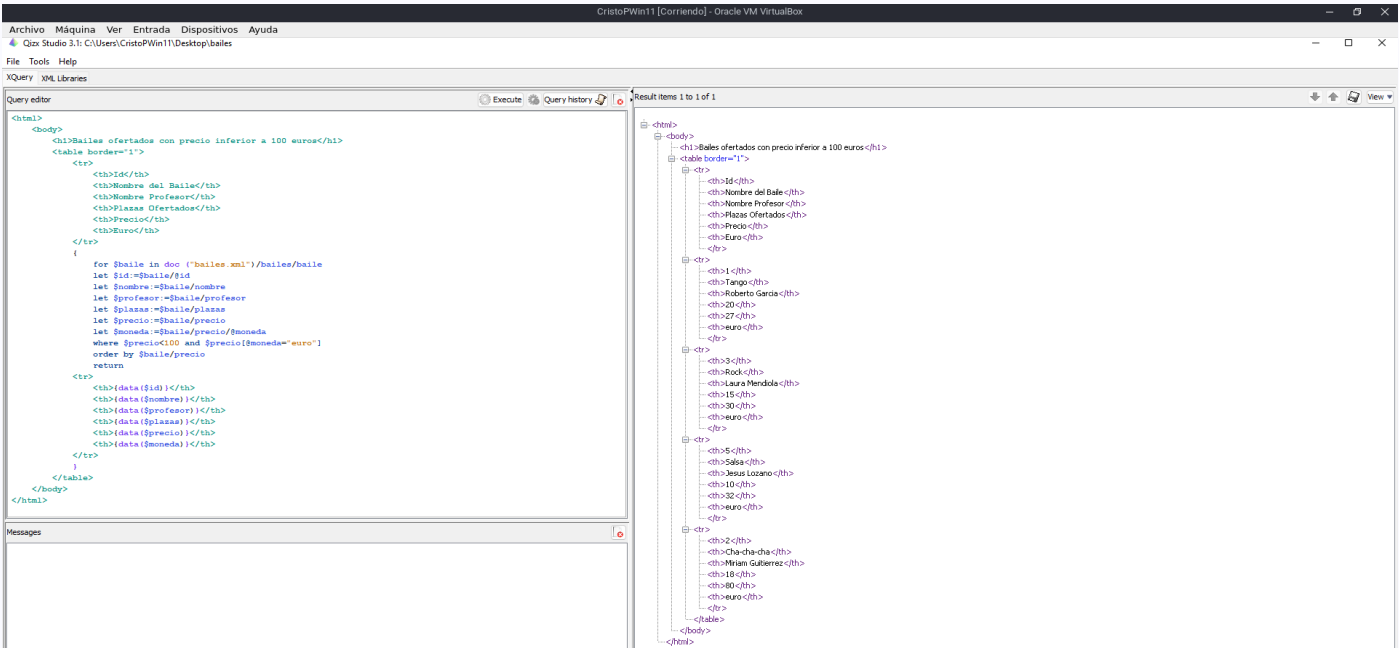 CristoPWin11 [Corriendo] - Oracle VM VirtualBox
Archivo Máquina Ver Entrada Dispositivos Ayuda
Qizx Studio 3.1: C:\Users\CristoPWin11\Desktop\bailes
File Tools Help
XQuery XML Libraries
Query editor Execute Query history
<html>
<body>
<h1>Bailes ofertados con precio inferior a 100 euros</h1>
<table border="1">
<tr>
<th>Id</th>
<th>Nombre del Baile</th>
<th>Nombre Profesor</th>
<th>Plazas Ofertados</th>
<th>Precio</th>
<th>Euro</th>
</tr>
{
for $baile in doc ("bailes.xml")/bailes/baile
let $id:=$baile/@id
let $nombre:=$baile/nombre
let $profesor:=$baile/profesor
let $plazas:=$baile/plazas
let $precio:=$baile/precio
let $moneda:=$baile/precio/@moneda
where $precio<100 and $precio[@moneda="euro"]
order by $baile/precio
return
<tr>
<th>{data($id)}</th>
<th>{data($nombre)}</th>
<th>{data($profesor)}</th>
<th>{data($plazas)}</th>
<th>{data($precio)}</th>
<th>{data($moneda)}</th>
</tr>
}
</table>
</body>
</html>
Messages
Result items 1 to 1 of 1 View
<html>
<body>
<h1>Bailes ofertados con precio inferior a 100 euros</h1>
<table border="1">
<tr>
<th>Id</th>
<th>Nombre del Baile</th>
<th>Nombre Profesor</th>
<th>Plazas Ofertados</th>
<th>Precio</th>
<th>Euro</th>
</tr>
<tr>
<th>1</th>
<th>Tango</th>
<th>Roberto Garcia</th>
<th>20</th>
<th>27</th>
<th>euro</th>
</tr>
<tr>
<th>3</th>
<th>Rock</th>
<th>Laura Mendiola</th>
<th>15</th>
<th>30</th>
<th>euro</th>
</tr>
<tr>
<th>5</th>
<th>Salsa</th>
<th>Jesus Lozano</th>
<th>10</th>
<th>32</th>
<th>euro</th>
</tr>
<tr>
<th>2</th>
<th>Cha-cha-cha</th>
<th>Miriam Guitierrez</th>
<th>18</th>
<th>80</th>
<th>euro</th>
</tr>
</table>
</body>
</html>